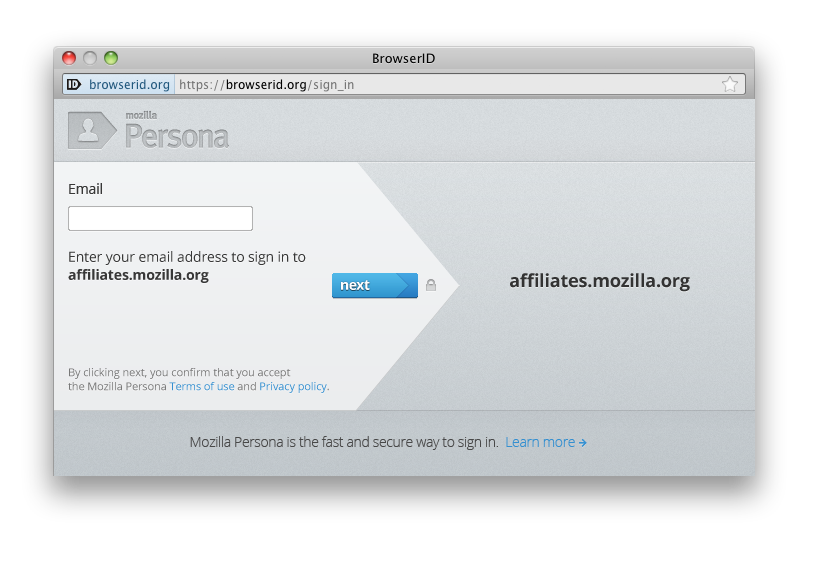 BrowserID
browserid.org https://browserid.org/sign_in
mozilla
Persona
Email
Enter your email address to sign in to
affiliates.mozilla.org
next
affiliates.mozilla.org
By clicking next, you confirm that you accept
the Mozilla Persona Terms of use and Privacy policy.
Mozilla Persona is the fast and secure way to sign in. Learn more →